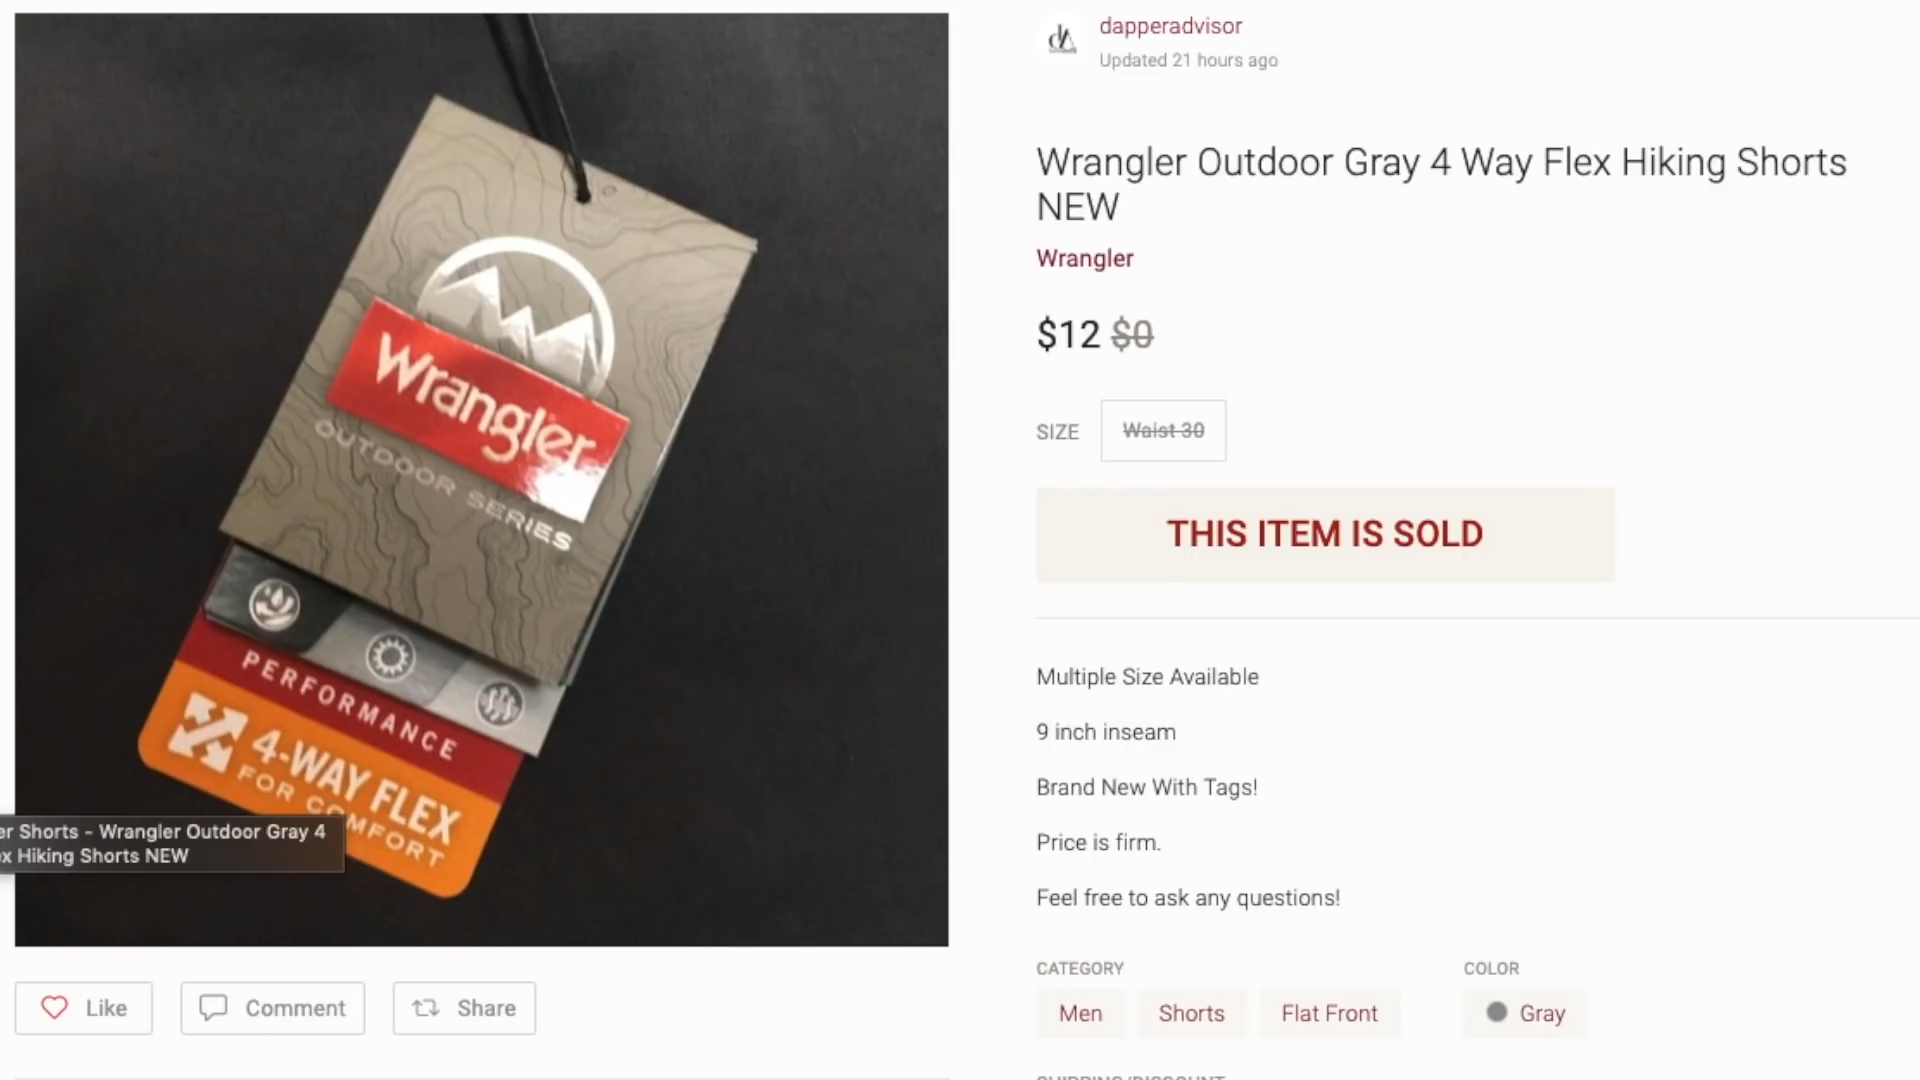 dapperadvisor
Updated 21 hours ago
Wrangler Outdoor Gray 4 Way Flex Hiking Shorts
NEW
Wrangler
$12 $0
SIZE
Waist 30
THIS ITEM IS SOLD
Multiple Size Available
9 inch inseam
Brand New With Tags!
Price is firm.
Feel free to ask any questions!
CATEGORY
Men
Shorts
Flat Front
COLOR
Gray
SHIPPING/DISCOUNT
Wrangler
OUTDOOR SERIES
PERFORMANCE
4-WAY FLEX
FOR COMFORT
er Shorts - Wrangler Outdoor Gray 4
ex Hiking Shorts NEW
Like
Comment
Share